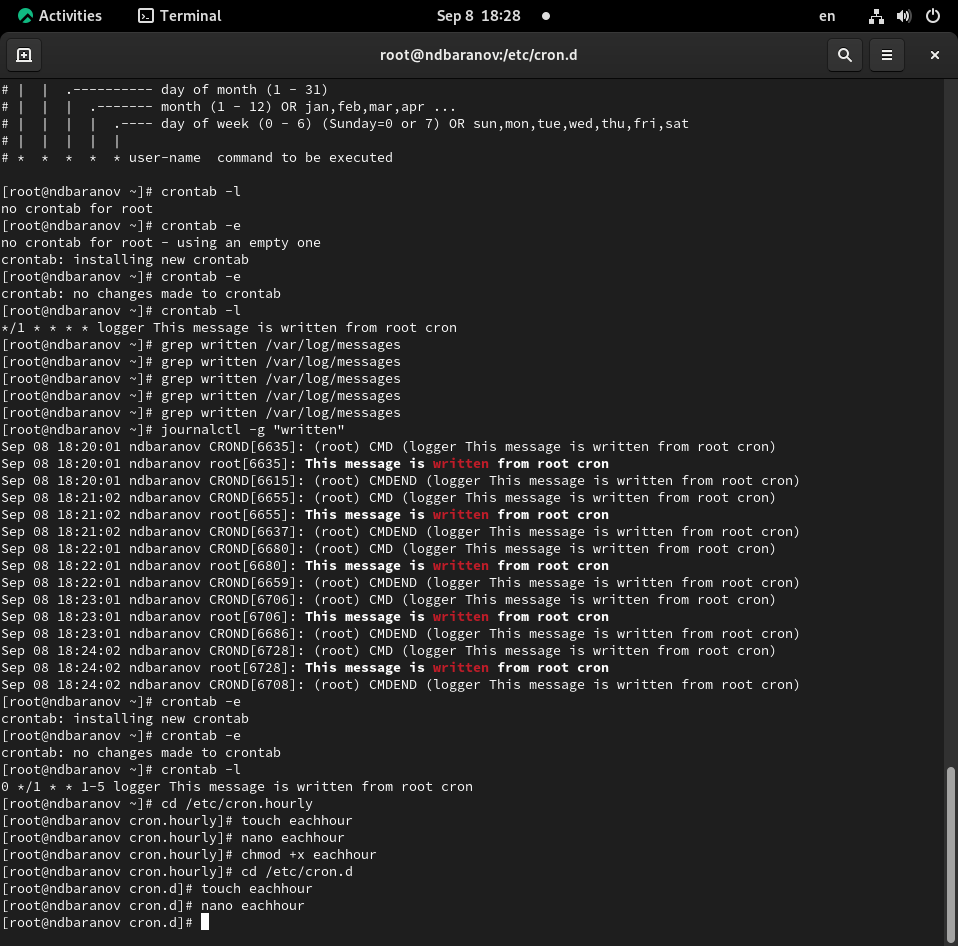 Activities Terminal Sep 8 18:28 en
root@ndbaranov:/etc/cron.d
# | | .---------- day of month (1 - 31)
# | | | .------- month (1 - 12) OR jan,feb,mar,apr ...
# | | | | .---- day of week (0 - 6) (Sunday=0 or 7) OR sun,mon,tue,wed,thu,fri,sat
# | | | | |
# * * * * * user-name command to be executed
[root@ndbaranov ~]# crontab -l
no crontab for root
[root@ndbaranov ~]# crontab -e
no crontab for root - using an empty one
crontab: installing new crontab
[root@ndbaranov ~]# crontab -e
crontab: no changes made to crontab
[root@ndbaranov ~]# crontab -l
*/1 * * * * logger This message is written from root cron
[root@ndbaranov ~]# grep written /var/log/messages
[root@ndbaranov ~]# grep written /var/log/messages
[root@ndbaranov ~]# grep written /var/log/messages
[root@ndbaranov ~]# grep written /var/log/messages
[root@ndbaranov ~]# grep written /var/log/messages
[root@ndbaranov ~]# journalctl -g "written"
Sep 08 18:20:01 ndbaranov CROND[6635]: (root) CMD (logger This message is written from root cron)
Sep 08 18:20:01 ndbaranov root[6635]: This message is written from root cron
Sep 08 18:20:01 ndbaranov CROND[6615]: (root) CMDEND (logger This message is written from root cron)
Sep 08 18:21:02 ndbaranov CROND[6655]: (root) CMD (logger This message is written from root cron)
Sep 08 18:21:02 ndbaranov root[6655]: This message is written from root cron
Sep 08 18:21:02 ndbaranov CROND[6637]: (root) CMDEND (logger This message is written from root cron)
Sep 08 18:22:01 ndbaranov CROND[6680]: (root) CMD (logger This message is written from root cron)
Sep 08 18:22:01 ndbaranov root[6680]: This message is written from root cron
Sep 08 18:22:01 ndbaranov CROND[6659]: (root) CMDEND (logger This message is written from root cron)
Sep 08 18:23:01 ndbaranov CROND[6706]: (root) CMD (logger This message is written from root cron)
Sep 08 18:23:01 ndbaranov root[6706]: This message is written from root cron
Sep 08 18:23:01 ndbaranov CROND[6686]: (root) CMDEND (logger This message is written from root cron)
Sep 08 18:24:02 ndbaranov CROND[6728]: (root) CMD (logger This message is written from root cron)
Sep 08 18:24:02 ndbaranov root[6728]: This message is written from root cron
Sep 08 18:24:02 ndbaranov CROND[6708]: (root) CMDEND (logger This message is written from root cron)
[root@ndbaranov ~]# crontab -e
crontab: installing new crontab
[root@ndbaranov ~]# crontab -e
crontab: no changes made to crontab
[root@ndbaranov ~]# crontab -l
0 */1 * * 1-5 logger This message is written from root cron
[root@ndbaranov ~]# cd /etc/cron.hourly
[root@ndbaranov cron.hourly]# touch eachhour
[root@ndbaranov cron.hourly]# nano eachhour
[root@ndbaranov cron.hourly]# chmod +x eachhour
[root@ndbaranov cron.hourly]# cd /etc/cron.d
[root@ndbaranov cron.d]# touch eachhour
[root@ndbaranov cron.d]# nano eachhour
[root@ndbaranov cron.d]#